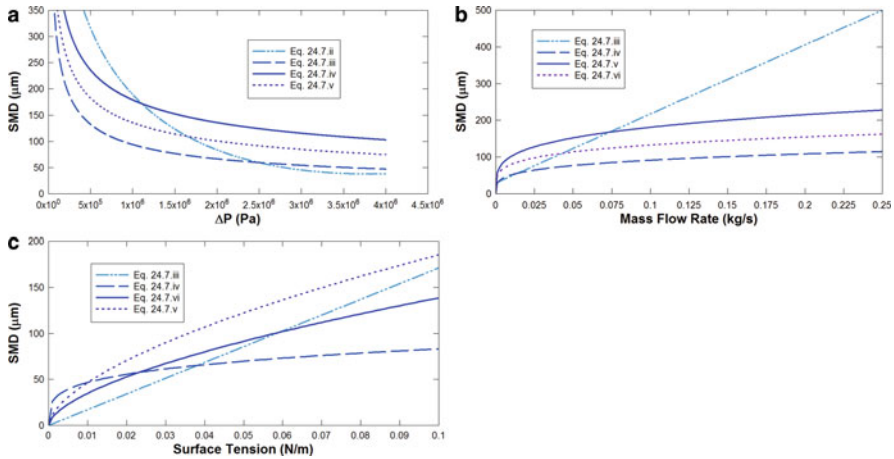 a
350
300
250
200
150
100
50
0
SMD (µm)
Eq. 24.7.ii
Eq. 24.7.iii
Eq. 24.7.iv
Eq. 24.7.v
0x10⁰ 5x10⁵ 1x10⁶ 1.5x10⁶ 2x10⁶ 2.5x10⁶ 3x10⁶ 3.5x10⁶ 4x10⁶ 4.5x10⁶
ΔP (Pa)
b
500
400
300
200
100
0
SMD (µm)
Eq. 24.7.iii
Eq. 24.7.iv
Eq. 24.7.v
Eq. 24.7.vi
0 0.025 0.05 0.075 0.1 0.125 0.15 0.175 0.2 0.225 0.25
Mass Flow Rate (kg/s)
c
200
150
100
50
0
SMD (µm)
Eq. 24.7.iii
Eq. 24.7.iv
Eq. 24.7.vi
Eq. 24.7.v
0 0.01 0.02 0.03 0.04 0.05 0.06 0.07 0.08 0.09 0.1
Surface Tension (N/m)